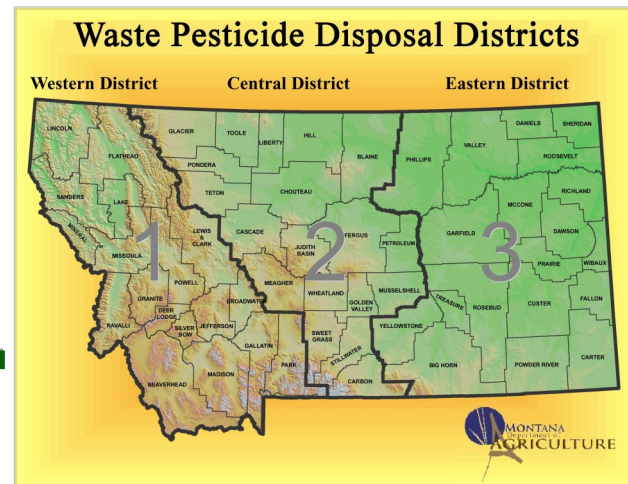 Waste Pesticide Disposal Districts
Western District Central District Eastern District
LINCOLN
FLATHEAD
SANDERS
LAKE
MINERAL
MISSOULA
LEWIS
&
CLARK
POWELL
GRANITE
DEER
LODGE
RAVALLI
SILVER
BOW
JEFFERSON
BROADWATER
GALLATIN
PARK
MADISON
BEAVERHEAD
1
GLACIER
TOOLE
LIBERTY
HILL
BLAINE
PONDERA
TETON
CHOUTEAU
CASCADE
JUDITH
BASIN
FERGUS
PETROLEUM
MEAGHER
WHEATLAND
GOLDEN
VALLEY
MUSSELSHELL
SWEET
GRASS
STILLWATER
CARBON
2
PHILLIPS
VALLEY
DANIELS
SHERIDAN
ROOSEVELT
RICHLAND
MCCONE
GARFIELD
DAWSON
PRAIRIE
WIBAUX
TREASURE
ROSEBUD
CUSTER
FALLON
YELLOWSTONE
BIG HORN
POWDER RIVER
CARTER
3
MONTANA
Department of
AGRICULTURE